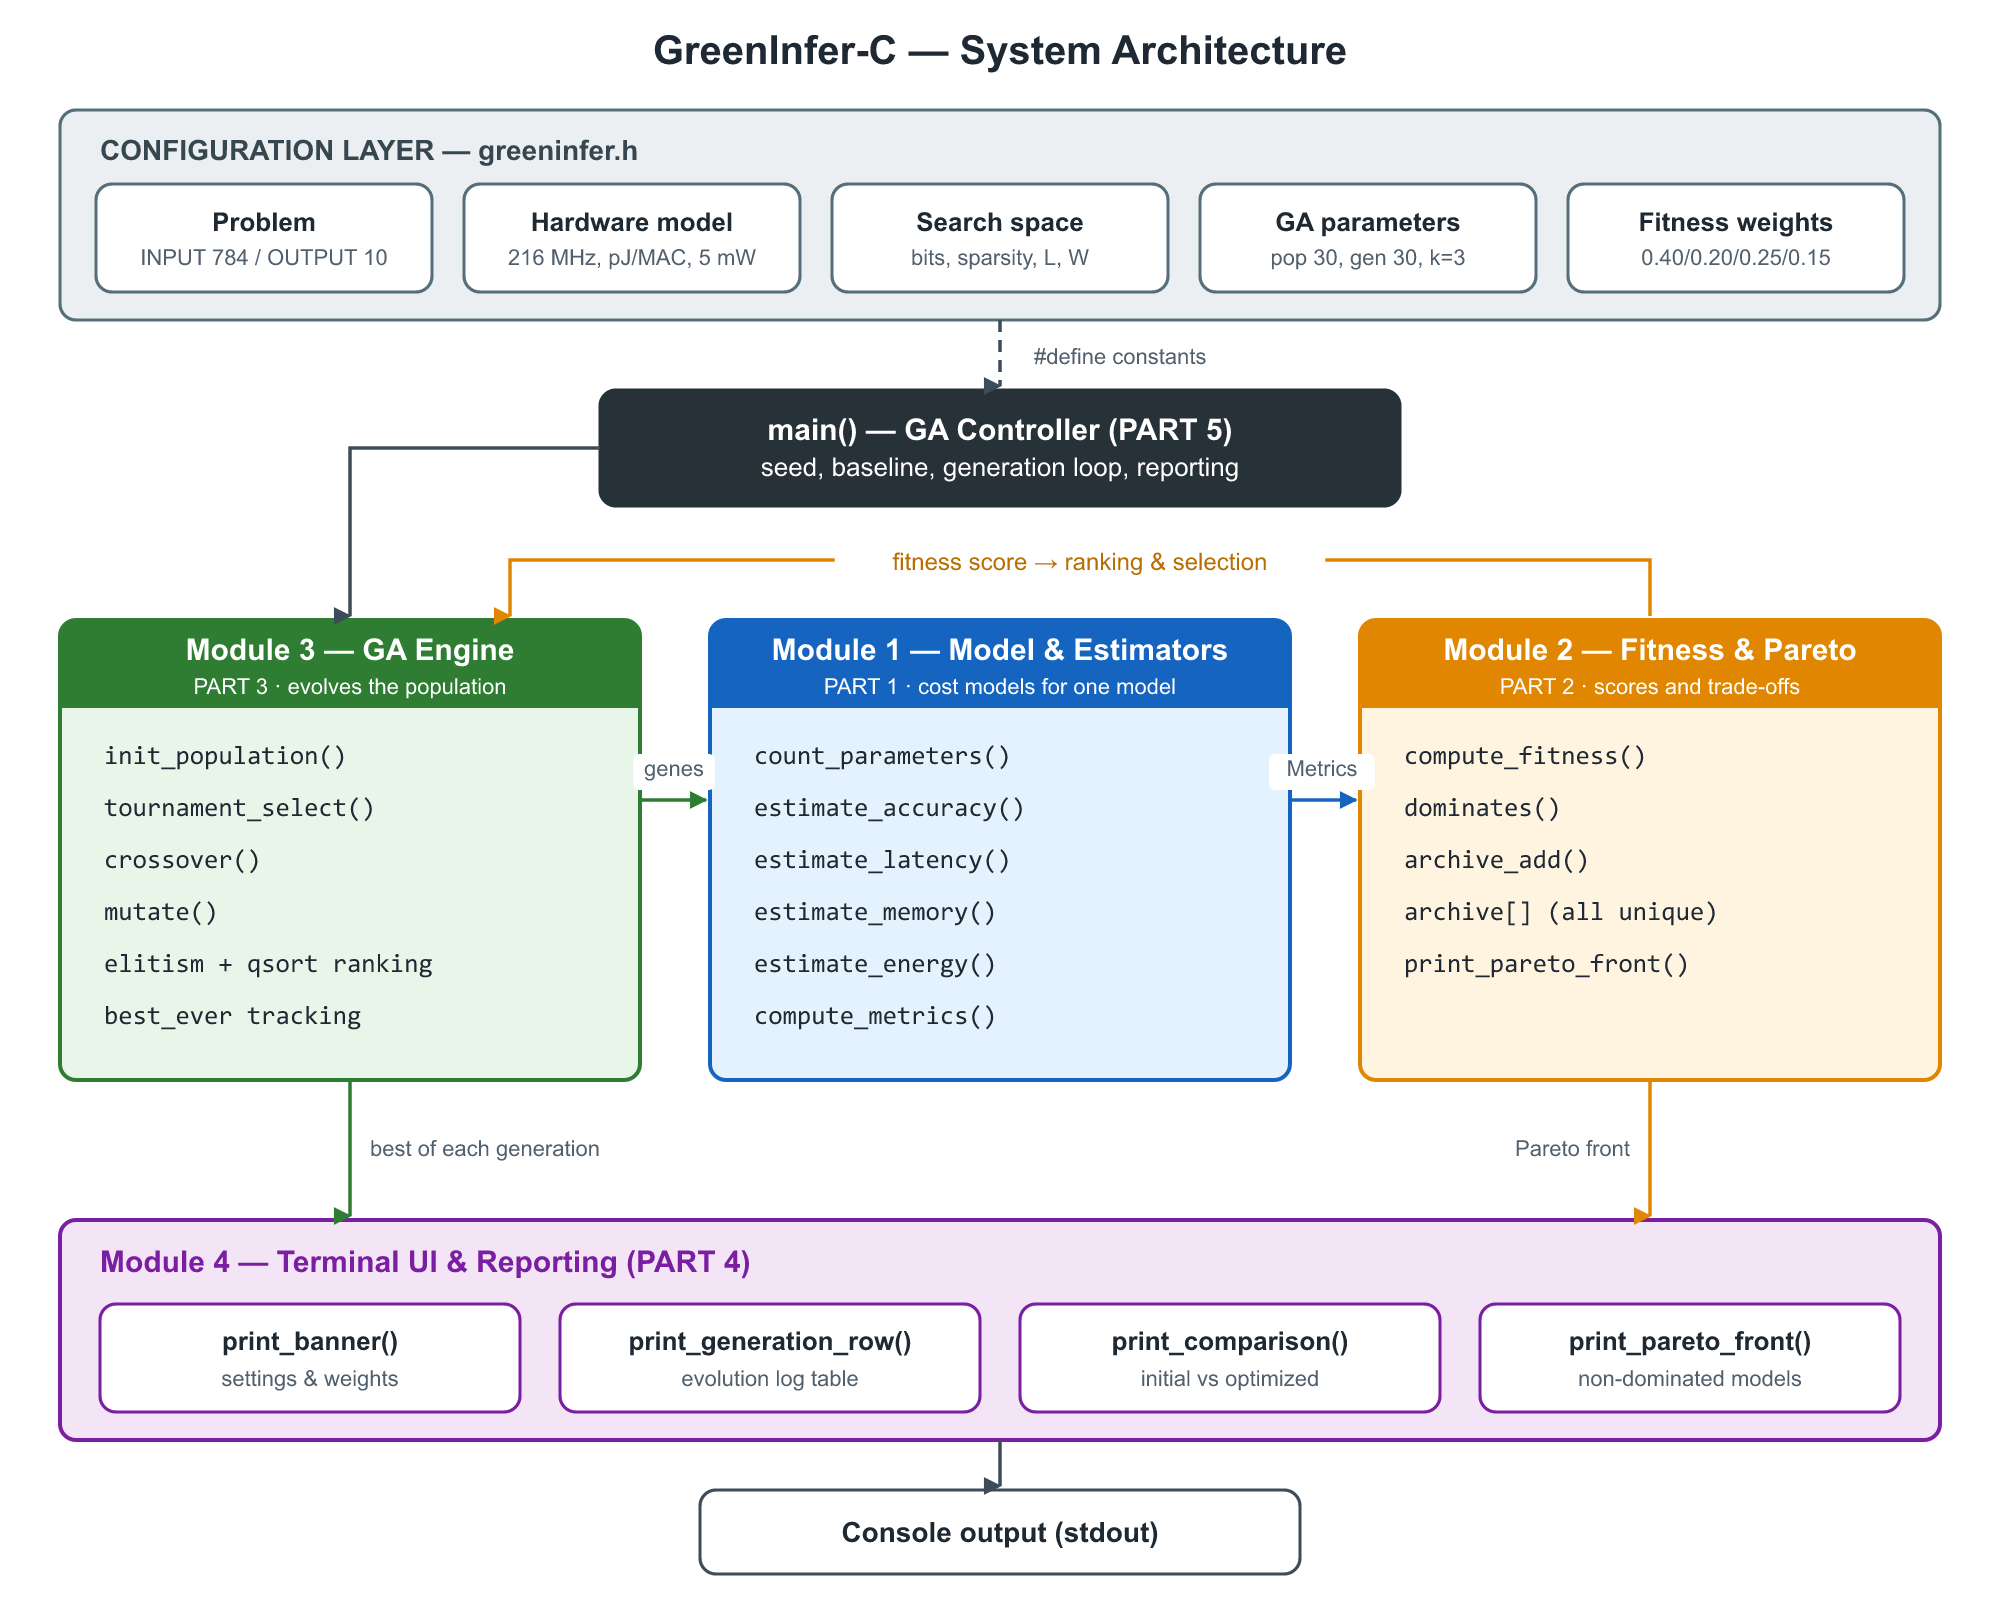 GreenInfer-C — System Architecture
CONFIGURATION LAYER — greeninfer.h
Problem
INPUT 784 / OUTPUT 10
Hardware model
216 MHz, pJ/MAC, 5 mW
Search space
bits, sparsity, L, W
GA parameters
pop 30, gen 30, k=3
Fitness weights
0.40/0.20/0.25/0.15
#define constants
main() — GA Controller (PART 5)
seed, baseline, generation loop, reporting
fitness score → ranking & selection
Module 3 — GA Engine
PART 3 · evolves the population
init_population()
tournament_select()
crossover()
mutate()
elitism + qsort ranking
best_ever tracking
genes
Module 1 — Model & Estimators
PART 1 · cost models for one model
count_parameters()
estimate_accuracy()
estimate_latency()
estimate_memory()
estimate_energy()
compute_metrics()
Metrics
Module 2 — Fitness & Pareto
PART 2 · scores and trade-offs
compute_fitness()
dominates()
archive_add()
archive[] (all unique)
print_pareto_front()
best of each generation
Pareto front
Module 4 — Terminal UI & Reporting (PART 4)
print_banner()
settings & weights
print_generation_row()
evolution log table
print_comparison()
initial vs optimized
print_pareto_front()
non-dominated models
Console output (stdout)